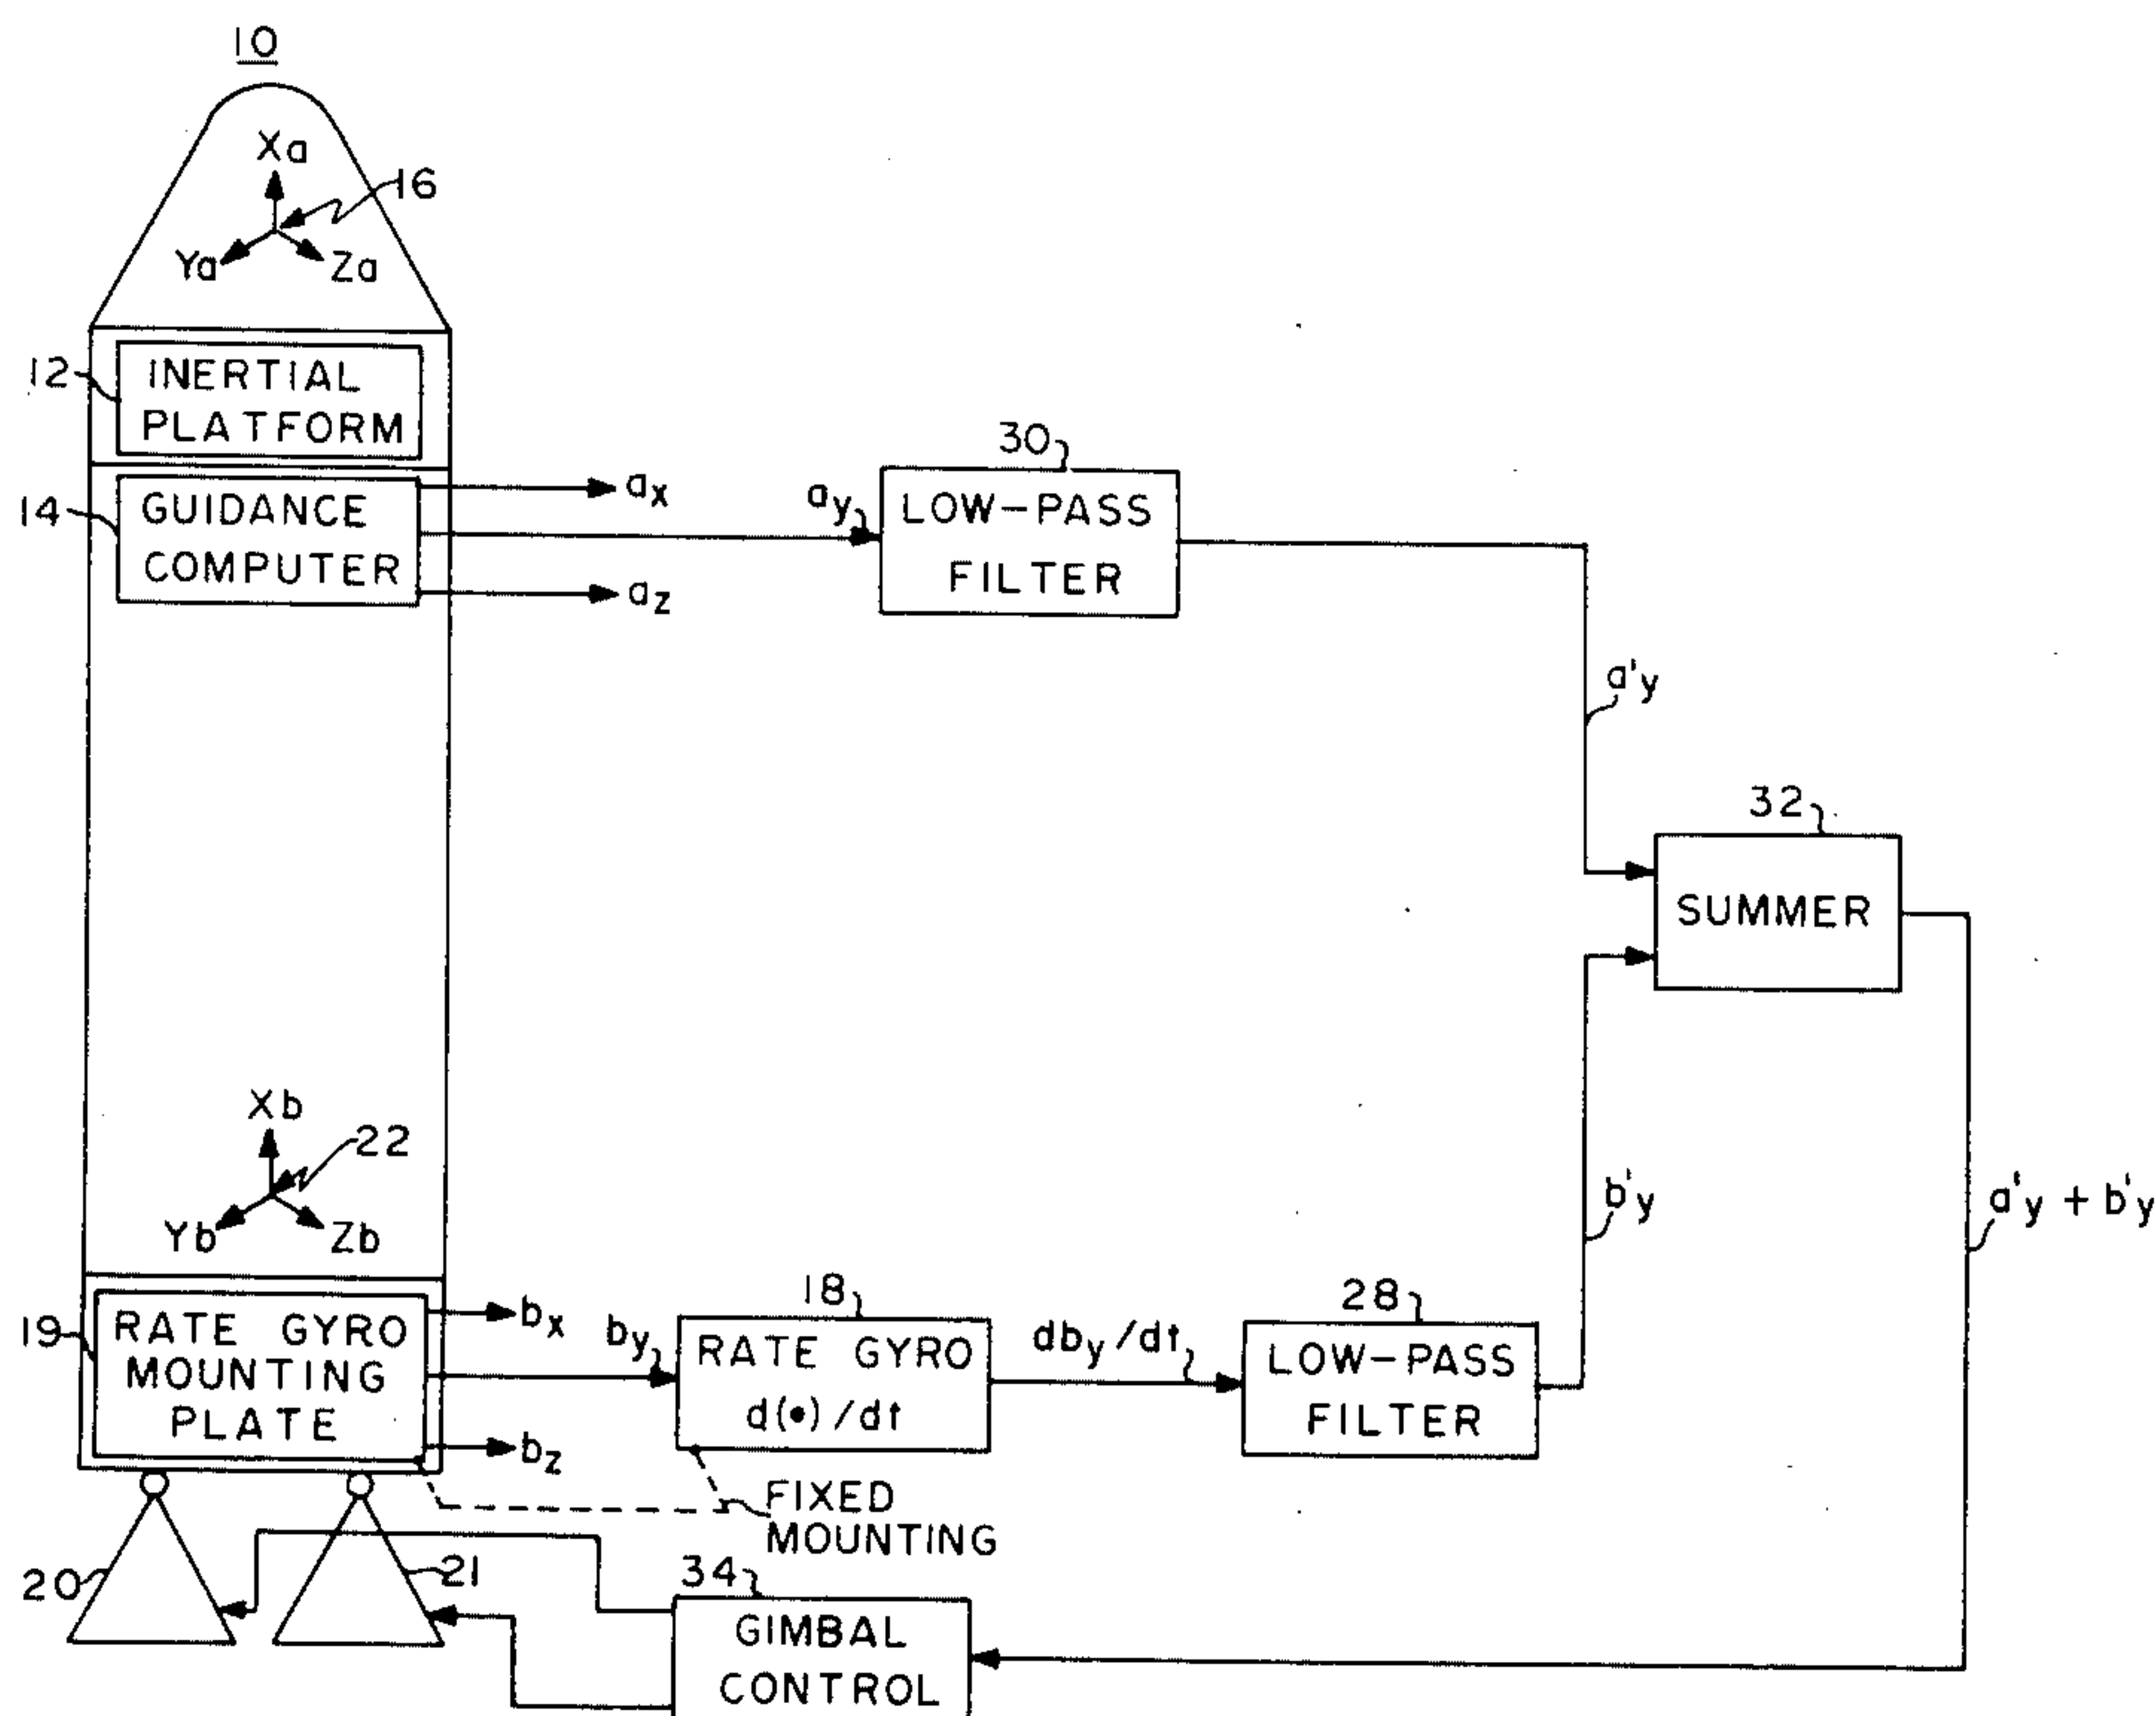 10
Xa
16
Ya
Za
12
INERTIAL
PLATFORM
14
GUIDANCE
COMPUTER
ax
ay
az
30
LOW-PASS
FILTER
a'y
32
SUMMER
Xb
22
Yb
Zb
b'y
a'y + b'y
19
RATE GYRO
MOUNTING
PLATE
bx
by
bz
18
RATE GYRO
d(•)/dt
dby/dt
28
LOW-PASS
FILTER
FIXED
MOUNTING
20
21
34
GIMBAL
CONTROL